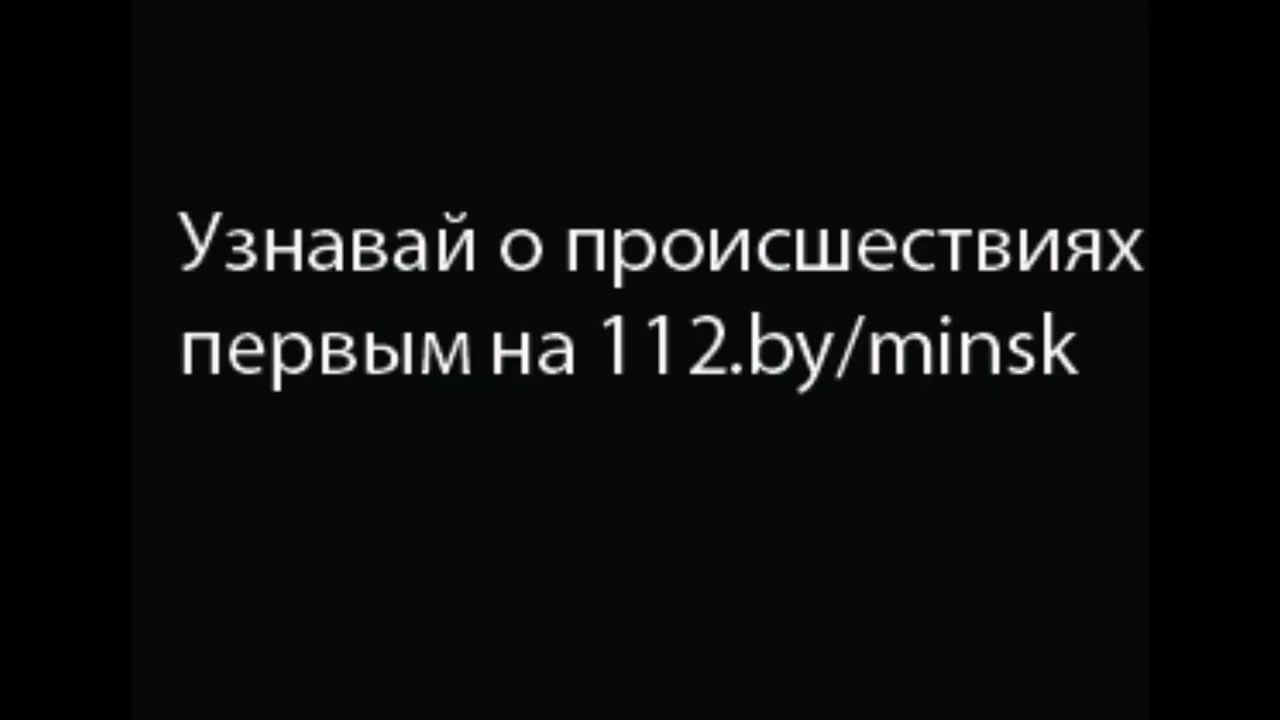 Узнавай о происшествиях
первым на 112.by/minsk